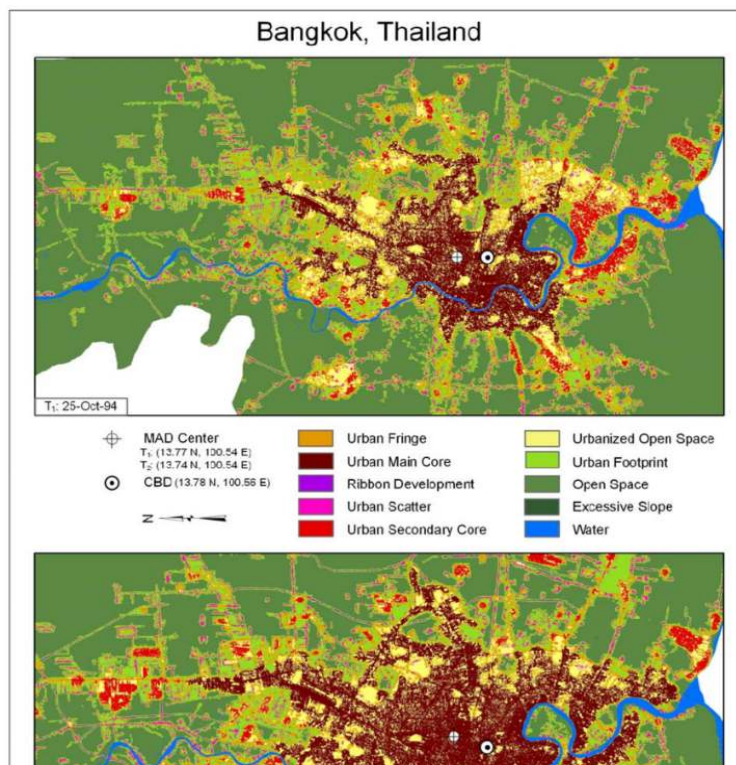 Bangkok, Thailand
T₁: 25-Oct-94
MAD Center
T₁: (13.77 N, 100.54 E)
T₂: (13.74 N, 100.54 E)
CBD (13.78 N, 100.56 E)
N
Urban Fringe
Urban Main Core
Ribbon Development
Urban Scatter
Urban Secondary Core
Urbanized Open Space
Urban Footprint
Open Space
Excessive Slope
Water